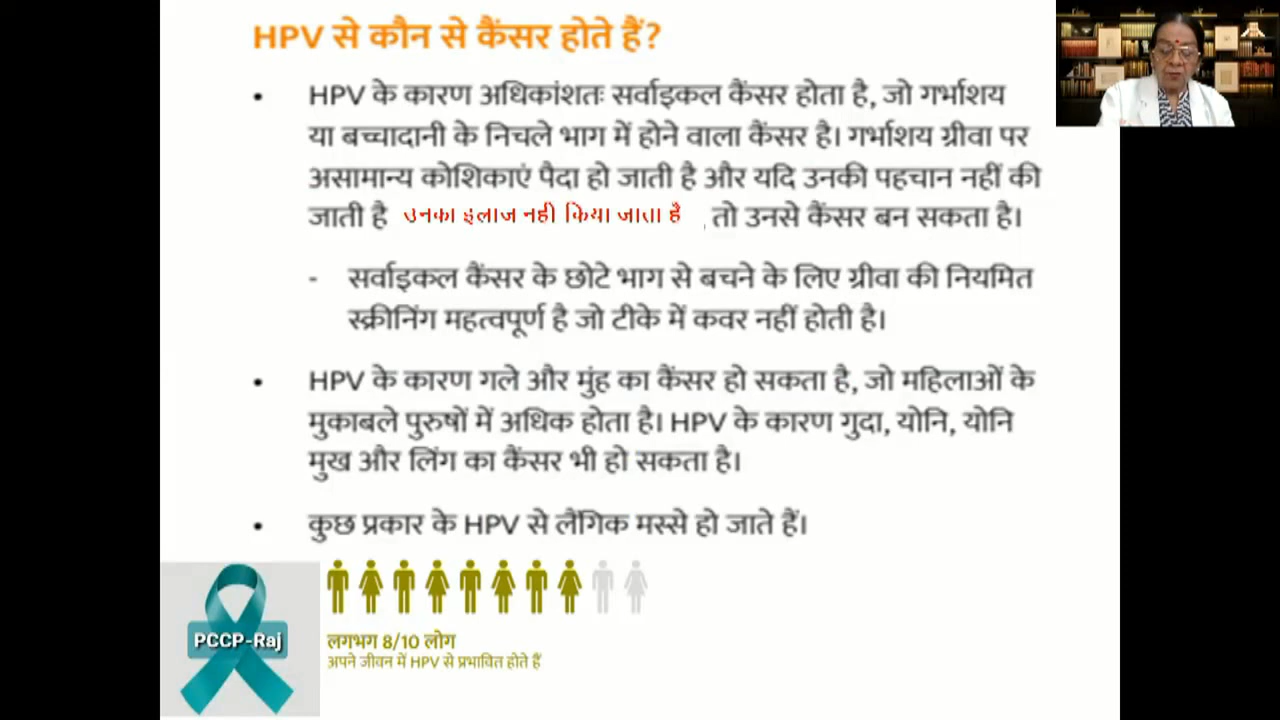 HPV से कौन से कैंसर होते हैं?
• HPV के कारण अधिकांशतः सर्वाइकल कैंसर होता है, जो गर्भाशय
या बच्चादानी के निचले भाग में होने वाला कैंसर है। गर्भाशय ग्रीवा पर
असामान्य कोशिकाएं पैदा हो जाती है और यदि उनकी पहचान नहीं की
जाती है उनका इलाज नही किया जाता है , तो उनसे कैंसर बन सकता है।
- सर्वाइकल कैंसर के छोटे भाग से बचने के लिए ग्रीवा की नियमित
स्क्रीनिंग महत्वपूर्ण है जो टीके में कवर नहीं होती है।
• HPV के कारण गले और मुंह का कैंसर हो सकता है, जो महिलाओं के
मुकाबले पुरुषों में अधिक होता है। HPV के कारण गुदा, योनि, योनि
मुख और लिंग का कैंसर भी हो सकता है।
• कुछ प्रकार के HPV से लैंगिक मस्से हो जाते हैं।
PCCP-Raj
लगभग 8/10 लोग
अपने जीवन में HPV से प्रभावित होते हैं